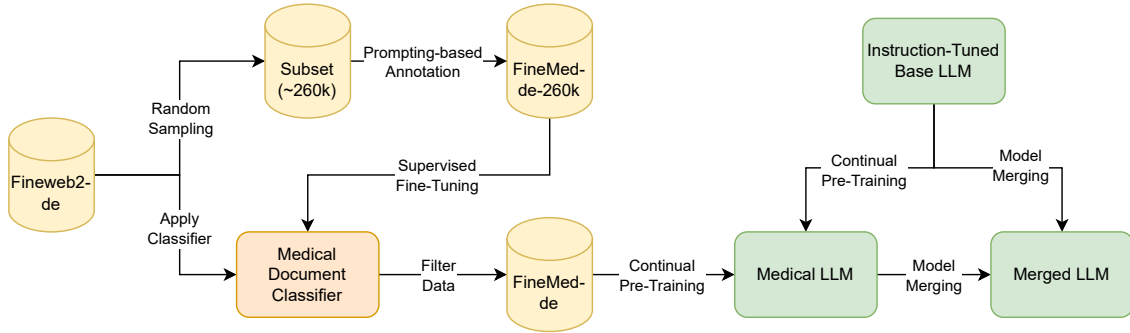 Subset
(~260k)
Prompting-based
Annotation
FineMed-
de-260k
Instruction-Tuned
Base LLM
Random
Sampling
Fineweb2-
de
Supervised
Fine-Tuning
Continual
Pre-Training
Model
Merging
Apply
Classifier
Medical
Document
Classifier
Filter
Data
FineMed-
de
Continual
Pre-Training
Medical LLM
Model
Merging
Merged LLM